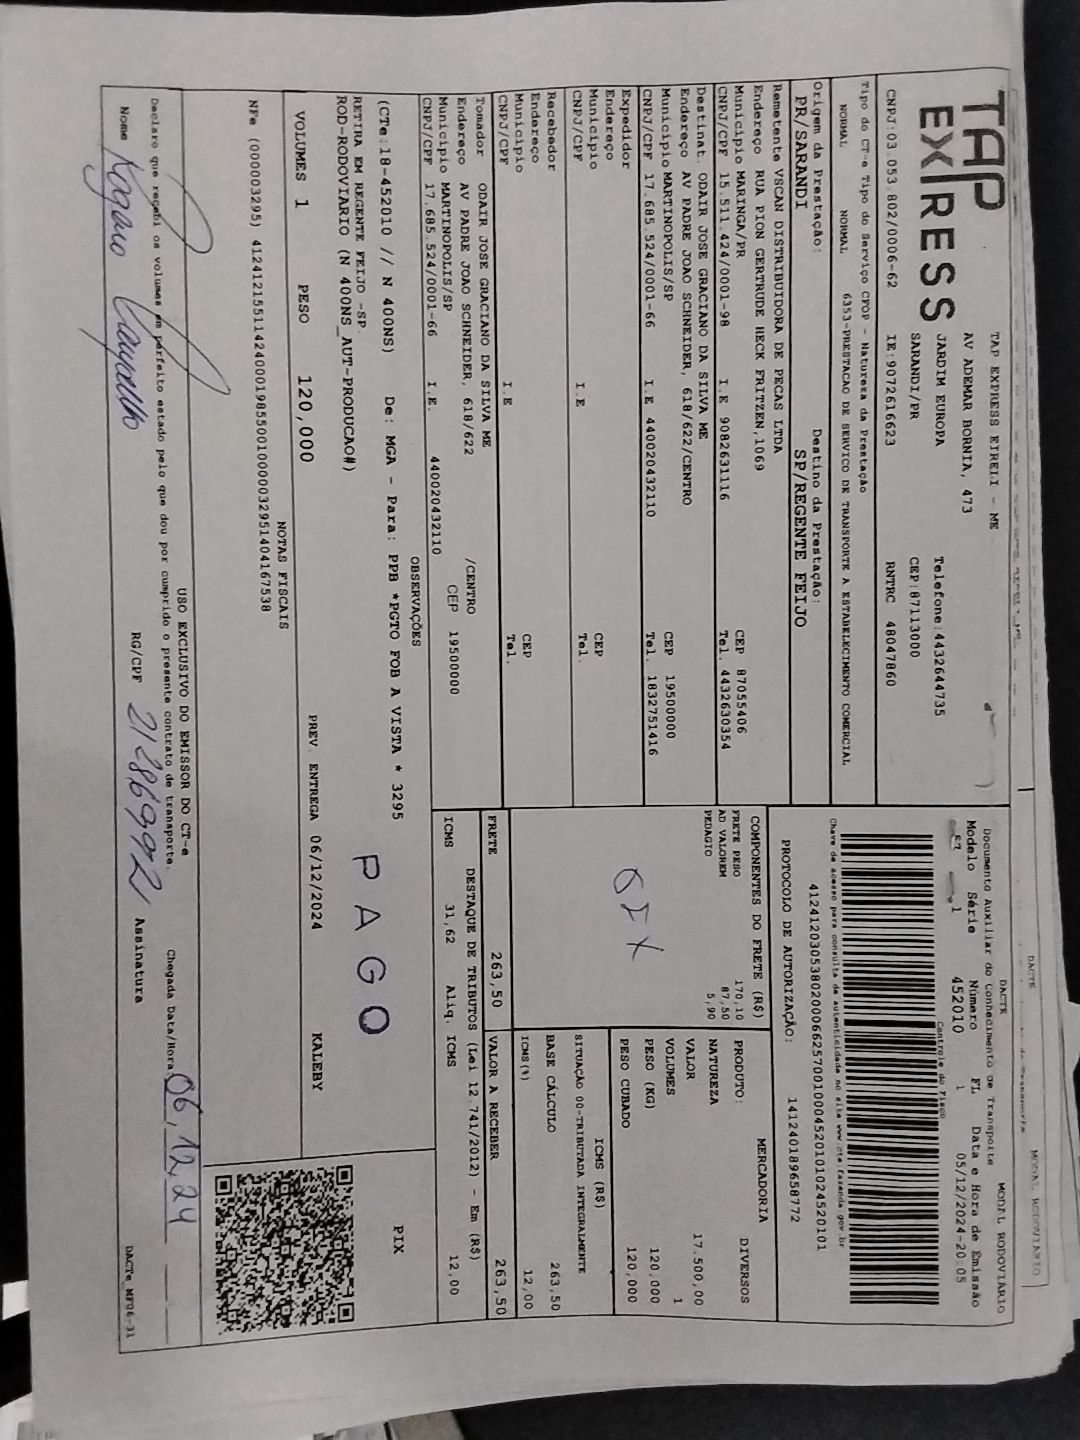 TAP
EXPRESS
TAP EXPRESS EIRELI - ME
AV ADEMAR BORNIA, 473
JARDIM EUROPA Telefone:4432644735
SARANDI/PR CEP:87113000
CNPJ:03.053.802/0006-62 IE:9072616623 RNTRC 48047860
Tipo do CT-e Tipo do Serviço CFOP - Natureza da Prestação
NORMAL NORMAL 6353-PRESTACAO DE SERVICO DE TRANSPORTE A ESTABELECIMENTO COMERCIAL
Origem da Prestação: Destino da Prestação:
PR/SARANDI SP/REGENTE FEIJO
Remetente VSCAN DISTRIBUIDORA DE PECAS LTDA
Endereço RUA PION GERTRUDE HECK FRITZEN,1069
Município MARINGA/PR CEP 87055406
CNPJ/CPF 15.511.424/0001-98 I.E 9082631116 Tel. 4432630354
Destinat. ODAIR JOSE GRACIANO DA SILVA ME
Endereço AV PADRE JOAO SCHNEIDER, 618/622/CENTRO
Município MARTINOPOLIS/SP CEP 19500000
CNPJ/CPF 17.685.524/0001-66 I.E 440020432110 Tel. 1832751416
Expedidor
Endereço
Município CEP
CNPJ/CPF I.E Tel.
Recebedor
Endereço
Município CEP
CNPJ/CPF I.E Tel.
Tomador ODAIR JOSE GRACIANO DA SILVA ME
Endereço AV PADRE JOAO SCHNEIDER, 618/622 /CENTRO
Município MARTINOPOLIS/SP CEP 19500000
CNPJ/CPF 17.685.524/0001-66 I.E. 440020432110
DACTE MODAL RODOVIÁRIO
Documento Auxiliar do Conhecimento de Transporte
Modelo Série Número FL Data e Hora de Emissão
57 1 452010 1 05/12/2024-20:05
Controle do Fisco
Chave de acesso para consulta de autenticidade no site www.cte.fazenda.gov.br
41241203053802000662570010004520101024520101
PROTOCOLO DE AUTORIZAÇÃO: 141240189658772
COMPONENTES DO FRETE (R$)
FRETE PESO 170,10
AD VALOREM 87,50
PEDAGIO 5,90
MERCADORIA
PRODUTO: DIVERSOS
NATUREZA
VALOR 17.500,00
VOLUMES 1
PESO (KG) 120.000
PESO CUBADO 120,000
ICMS (R$)
SITUAÇÃO 00-TRIBUTADA INTEGRALMENTE
BASE CÁLCULO 263,50
ICMS(%) 12,00
FRETE 263,50 VALOR A RECEBER 263,50
DESTAQUE DE TRIBUTOS (Lei 12.741/2012) - Em (R$)
ICMS 31,62 Aliq. ICMS 12,00
OBSERVAÇÕES
(CTe:18-452010 // N 400NS) De: MGA - Para: PPB *PGTO FOB A VISTA * 3295
RETIRA EM REGENTE FEIJO -SP.
ROD-RODOVIARIO (N 400NS_AUT-PRODUCAO#)
PAGO
PIX
VOLUMES 1 PESO 120,000 PREV. ENTREGA 06/12/2024 KALEBY
NOTAS FISCAIS
NFe (000003295) 41241215511424000198550010000032951404167538
USO EXCLUSIVO DO EMISSOR DO CT-e
Declaro que recebi os volumes em perfeito estado pelo que dou por cumprido o presente contrato de transporte. Chegada Data/Hora 06,12,24
Nome RG/CPF Assinatura
DACTe_MF06-31